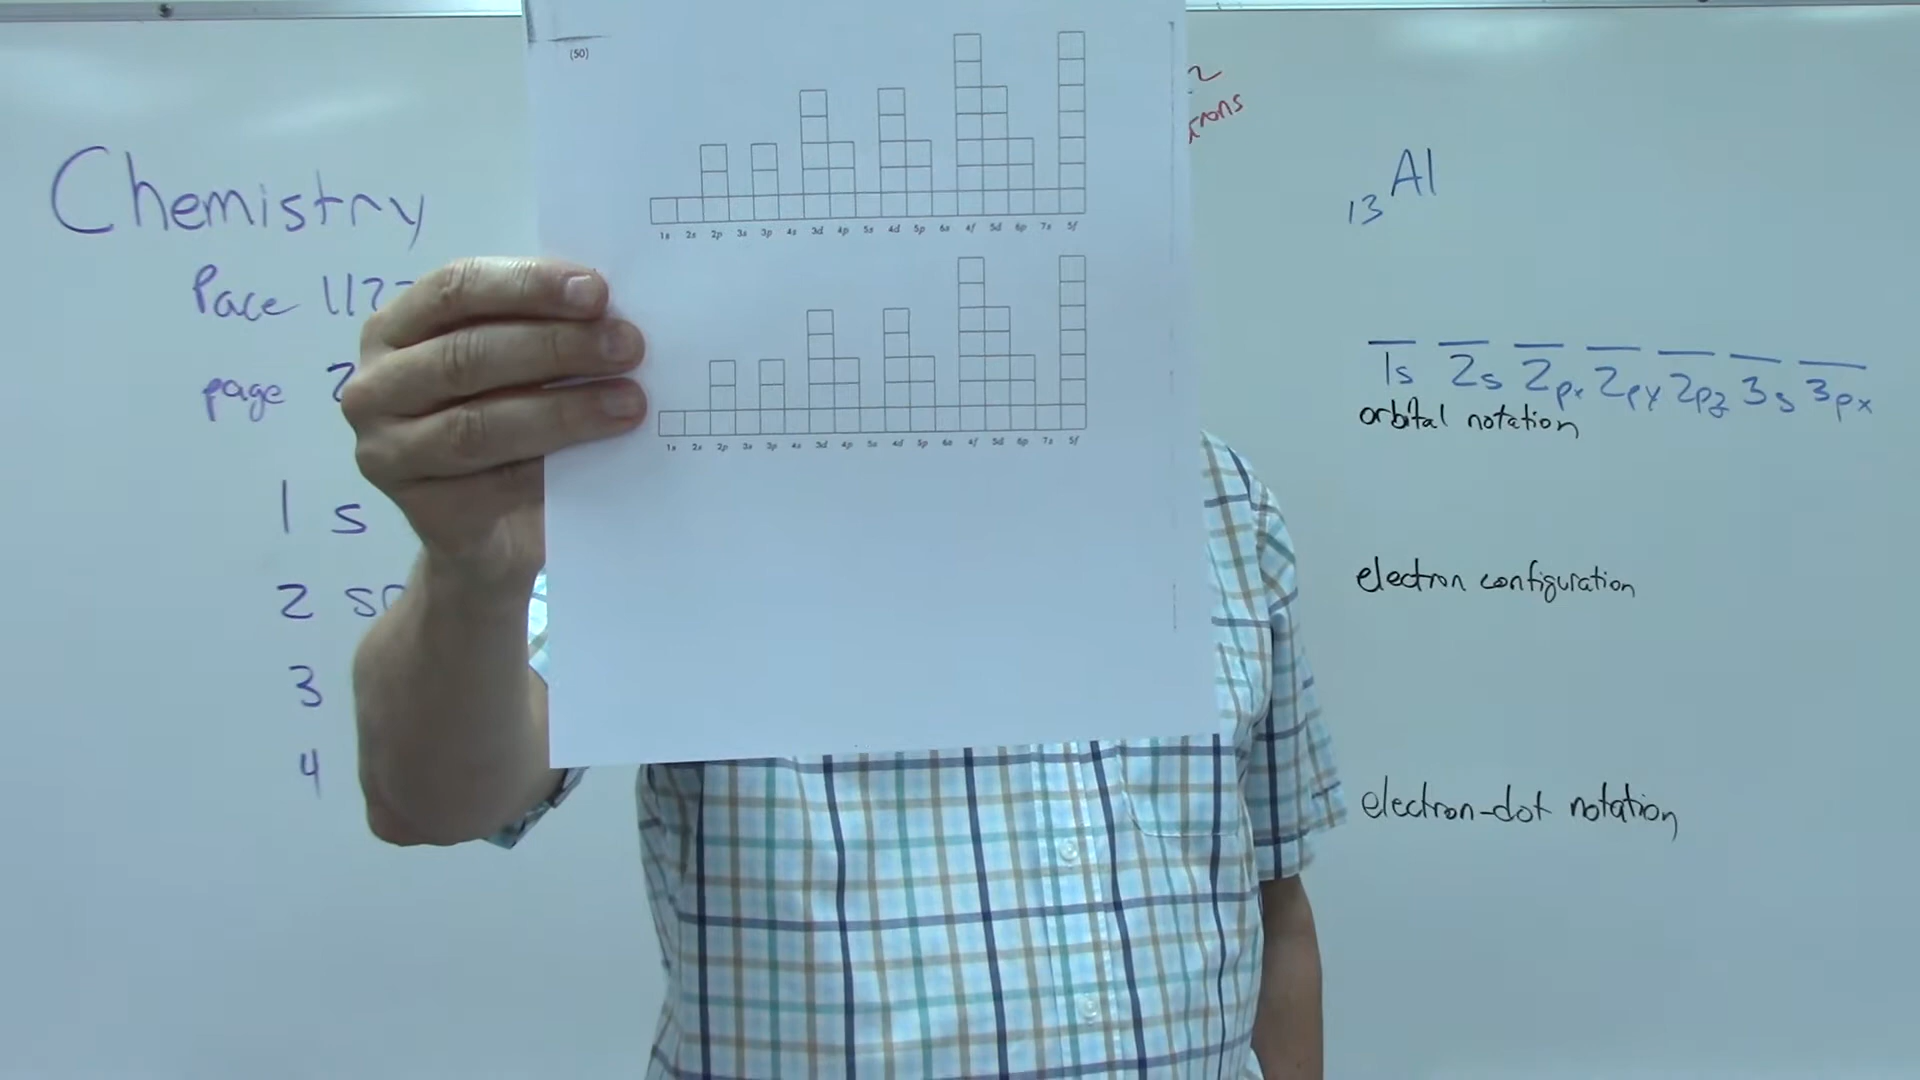 Chemistry
Pace
page
1 s
2
3
4
(50)
1s 2s 2p 3s 3p 4s 3d 4p 5s 4d 5p 6s 4f 5d 6p 7s 5f
1s 2s 2p 3s 3p 4s 3d 4p 5s 4d 5p 6s 4f 5d 6p 7s 5f
13 Al
1s 2s 2px 2py 2pz 3s 3px
orbital notation
electron configuration
electron-dot notation